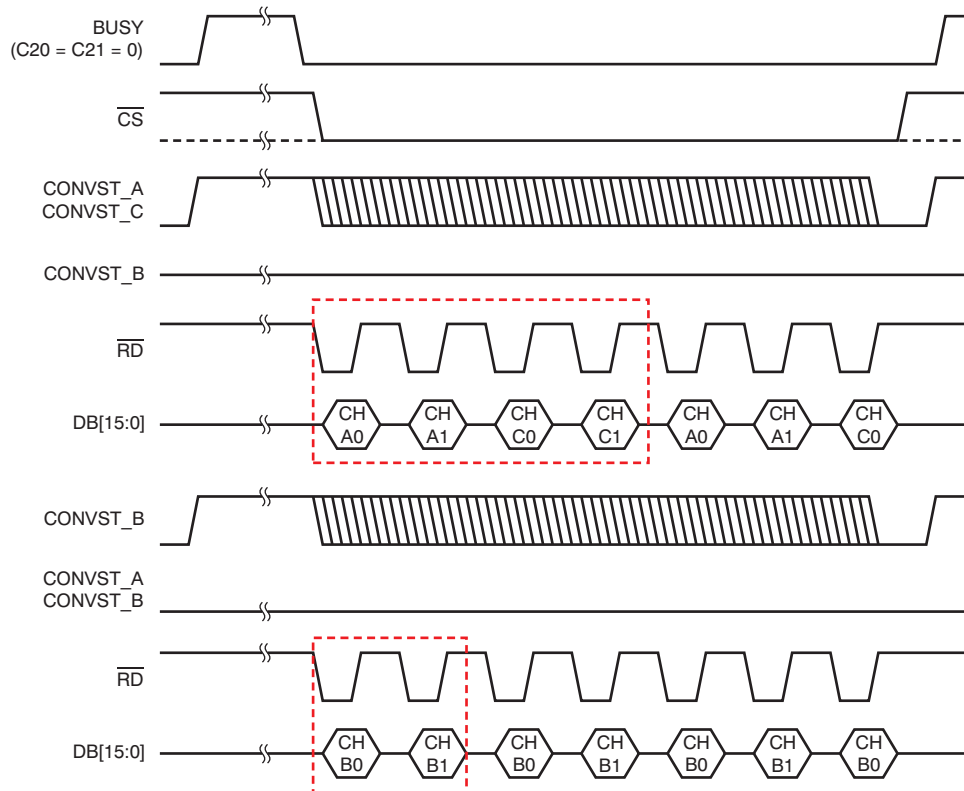 BUSY
(C20 = C21 = 0)
CS
CONVST_A
CONVST_C
CONVST_B
RD
DB[15:0]
CH A0 CH A1 CH C0 CH C1 CH A0 CH A1 CH C0
CONVST_B
CONVST_A
CONVST_B
RD
DB[15:0]
CH B0 CH B1 CH B0 CH B1 CH B0 CH B1 CH B0